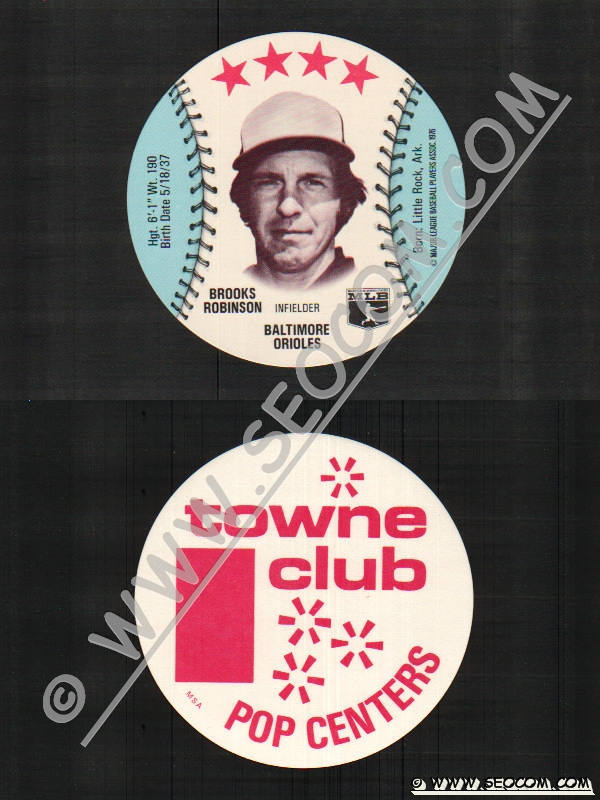 Hgt. 6'-1" Wt. 190
Birth Date 5/18/37
Born: Little Rock, Ark.
© MAJOR LEAGUE BASEBALL PLAYERS ASSOC. 1976
BROOKS
ROBINSON
INFIELDER
MLB
BALTIMORE
ORIOLES
towne
club
POP CENTERS
MSA
© WWW.SEOCOM.COM
© WWW.SEOCOM.COM